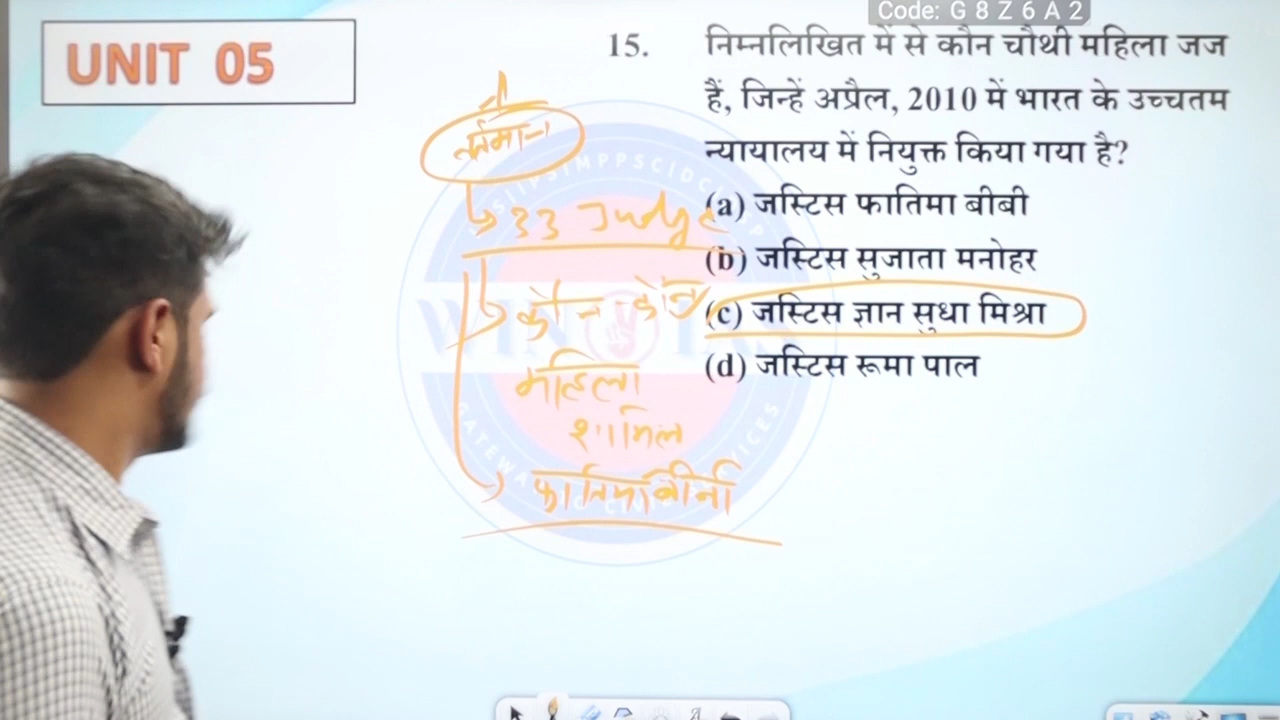 Code: G 8 Z 6 A 2
UNIT 05
15. निम्नलिखित में से कौन चौथी महिला जज
हैं, जिन्हें अप्रैल, 2010 में भारत के उच्चतम
न्यायालय में नियुक्त किया गया है?
(a) जस्टिस फातिमा बीबी
(b) जस्टिस सुजाता मनोहर
(c) जस्टिस ज्ञान सुधा मिश्रा
(d) जस्टिस रूमा पाल
33 Judge
कौन कौन
महिला
शामिल
फातिमा बीबी